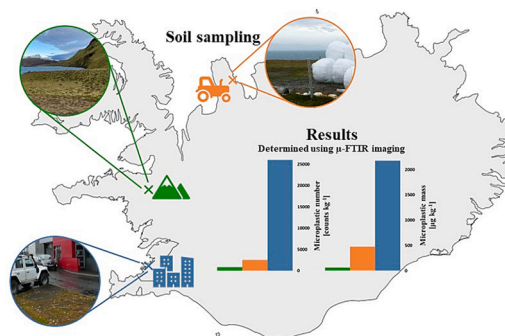 Soil sampling
Results
Determined using µ-FTIR imaging
25000
20000
15000
10000
5000
0
Microplastic number
[counts kg⁻¹]
2000
1500
1000
500
0
Microplastic mass
[µg kg⁻¹]